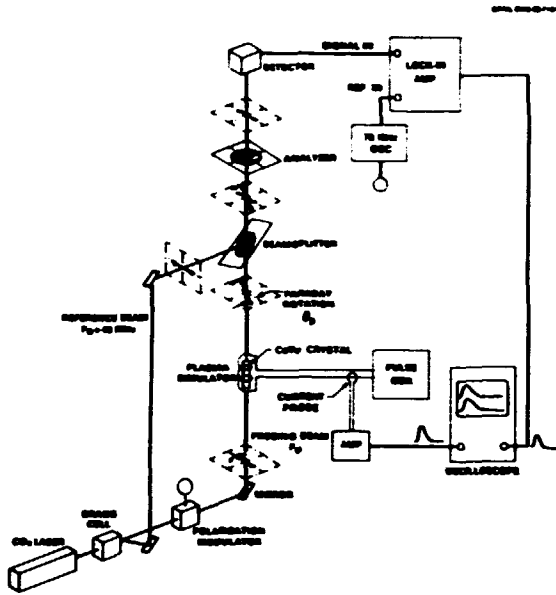 SIGNAL IN
DETECTOR
LOCK-IN
AMP
REF IN
OSC
ANALYZER
BEAMSPLITTER
FARADAY
ROTATION
REFERENCE BEAM
CdTe CRYSTAL
PLASMA
SIMULATOR
PULSE
GEN
CURRENT
PROBE
PROBING BEAM
AMP
OSCILLOSCOPE
MIRROR
BRAGG
CELL
POLARIZATION
MODULATOR
CO₂ LASER